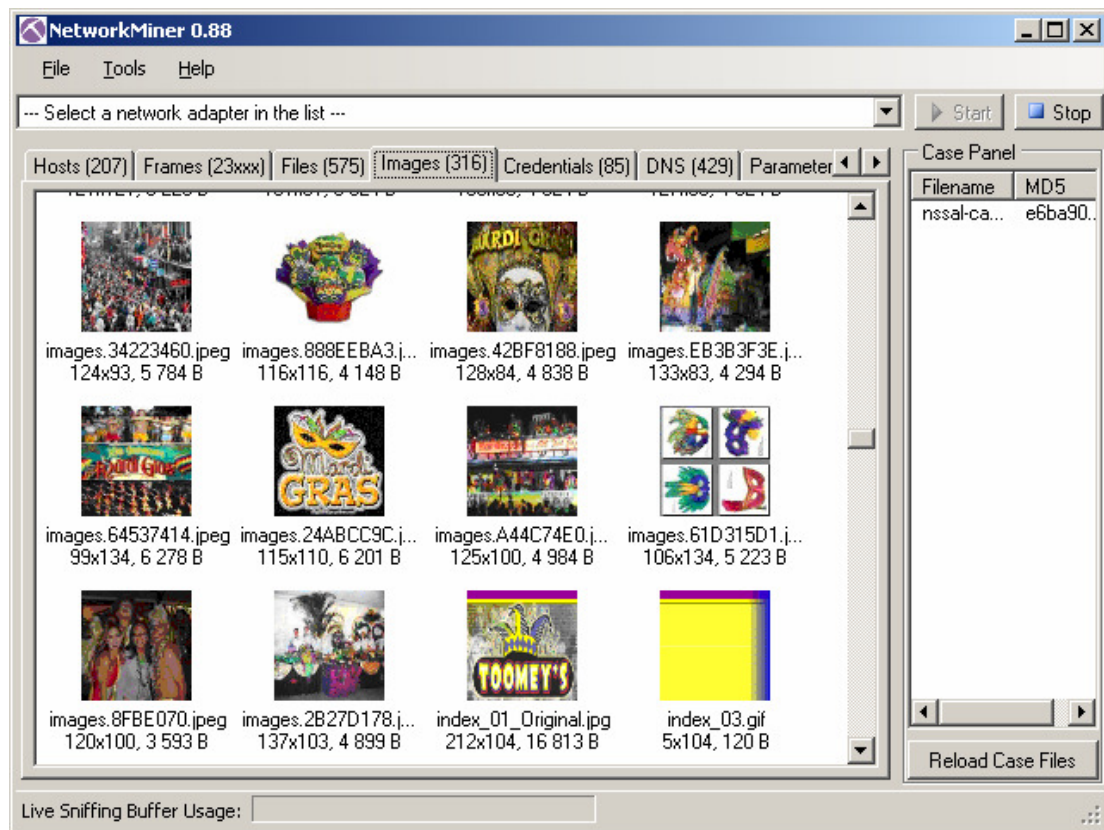 NetworkMiner 0.88
File Tools Help
--- Select a network adapter in the list ---
Start
Stop
Hosts (207) Frames (23xxx) Files (575) Images (316) Credentials (85) DNS (429) Parameter
Case Panel
Filename MD5
nssal-ca... e6ba90..
images.34223460.jpeg
124x93, 5 784 B
images.888EEBA3.j...
116x116, 4 148 B
images.42BF8188.jpeg
128x84, 4 838 B
images.EB3B3F3E.j...
133x83, 4 294 B
Mardi Gras
Mardi
GRAS
images.64537414.jpeg
99x134, 6 278 B
images.24ABCC9C.j...
115x110, 6 201 B
images.A44C74E0.j...
125x100, 4 984 B
images.61D315D1.j...
106x134, 5 223 B
TOOMEY'S
images.8FBE070.jpeg
120x100, 3 593 B
images.2B27D178.j...
137x103, 4 899 B
index_01_Original.jpg
212x104, 16 813 B
index_03.gif
5x104, 120 B
Reload Case Files
Live Sniffing Buffer Usage: